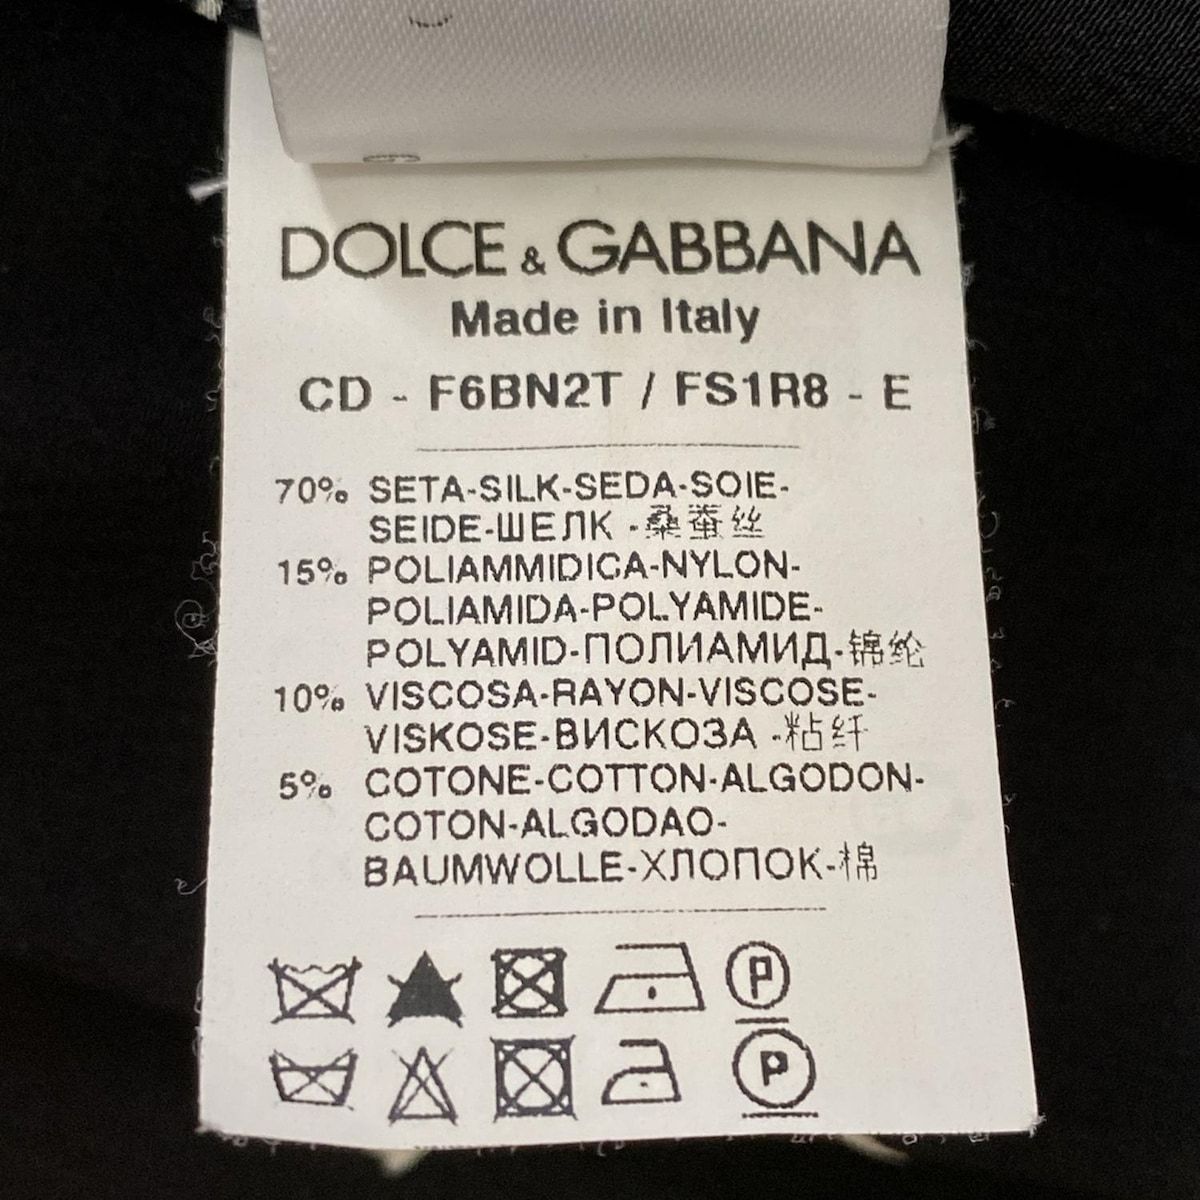 DOLCE & GABBANA
Made in Italy
CD - F6BN2T / FS1R8 - E
70% SETA-SILK-SEDA-SOIE-
SEIDE-ШЕЛК -桑蚕丝
15% POLIAMMIDICA-NYLON-
POLIAMIDA-POLYAMIDE-
POLYAMID-ПОЛИАМИД-锦纶
10% VISCOSA-RAYON-VISCOSE-
VISKOSE-ВИСКОЗА -粘纤
5% COTONE-COTTON-ALGODON-
COTON-ALGODAO-
BAUMWOLLE-ХЛОПОК-棉
P
P